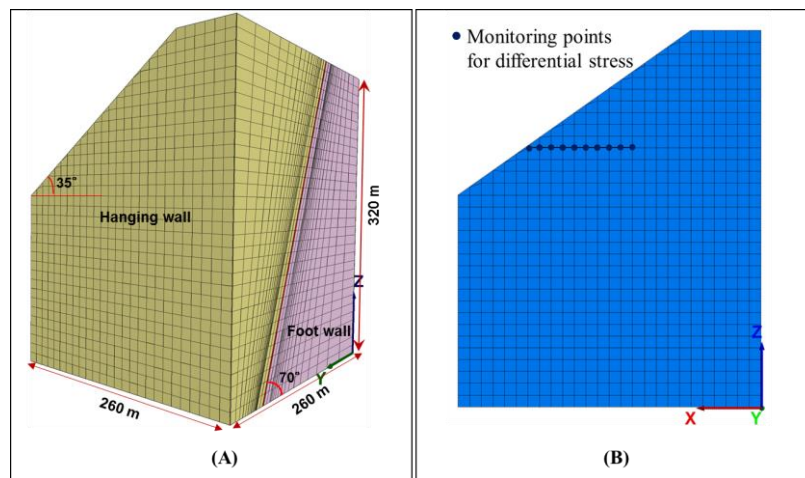 35°
Hanging wall
320 m
Z
Foot wall
Y
70°
260 m
260 m
(A)
Monitoring points
for differential stress
Z
X
Y
(B)